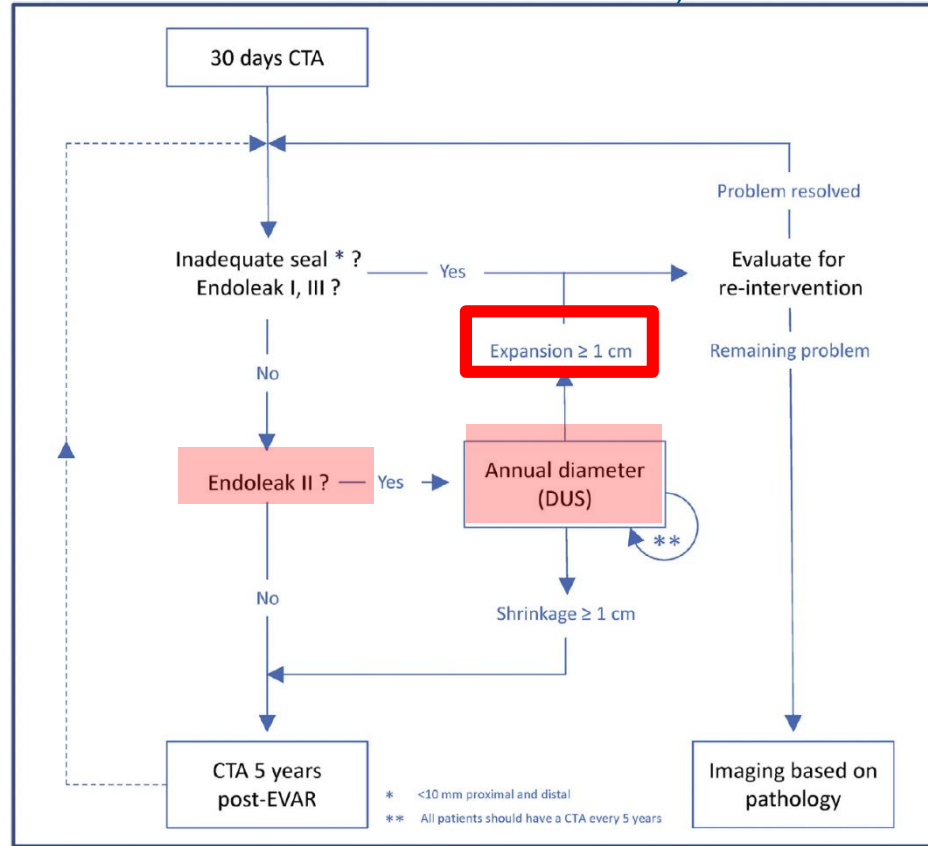 30 days CTA
Problem resolved
Inadequate seal * ?
Endoleak I, III ?
Yes
Evaluate for
re-intervention
Expansion ≥ 1 cm
Remaining problem
No
Endoleak II ?
Yes
Annual diameter
(DUS)
**
No
Shrinkage ≥ 1 cm
CTA 5 years
post-EVAR
Imaging based on
pathology
* <10 mm proximal and distal
** All patients should have a CTA every 5 years